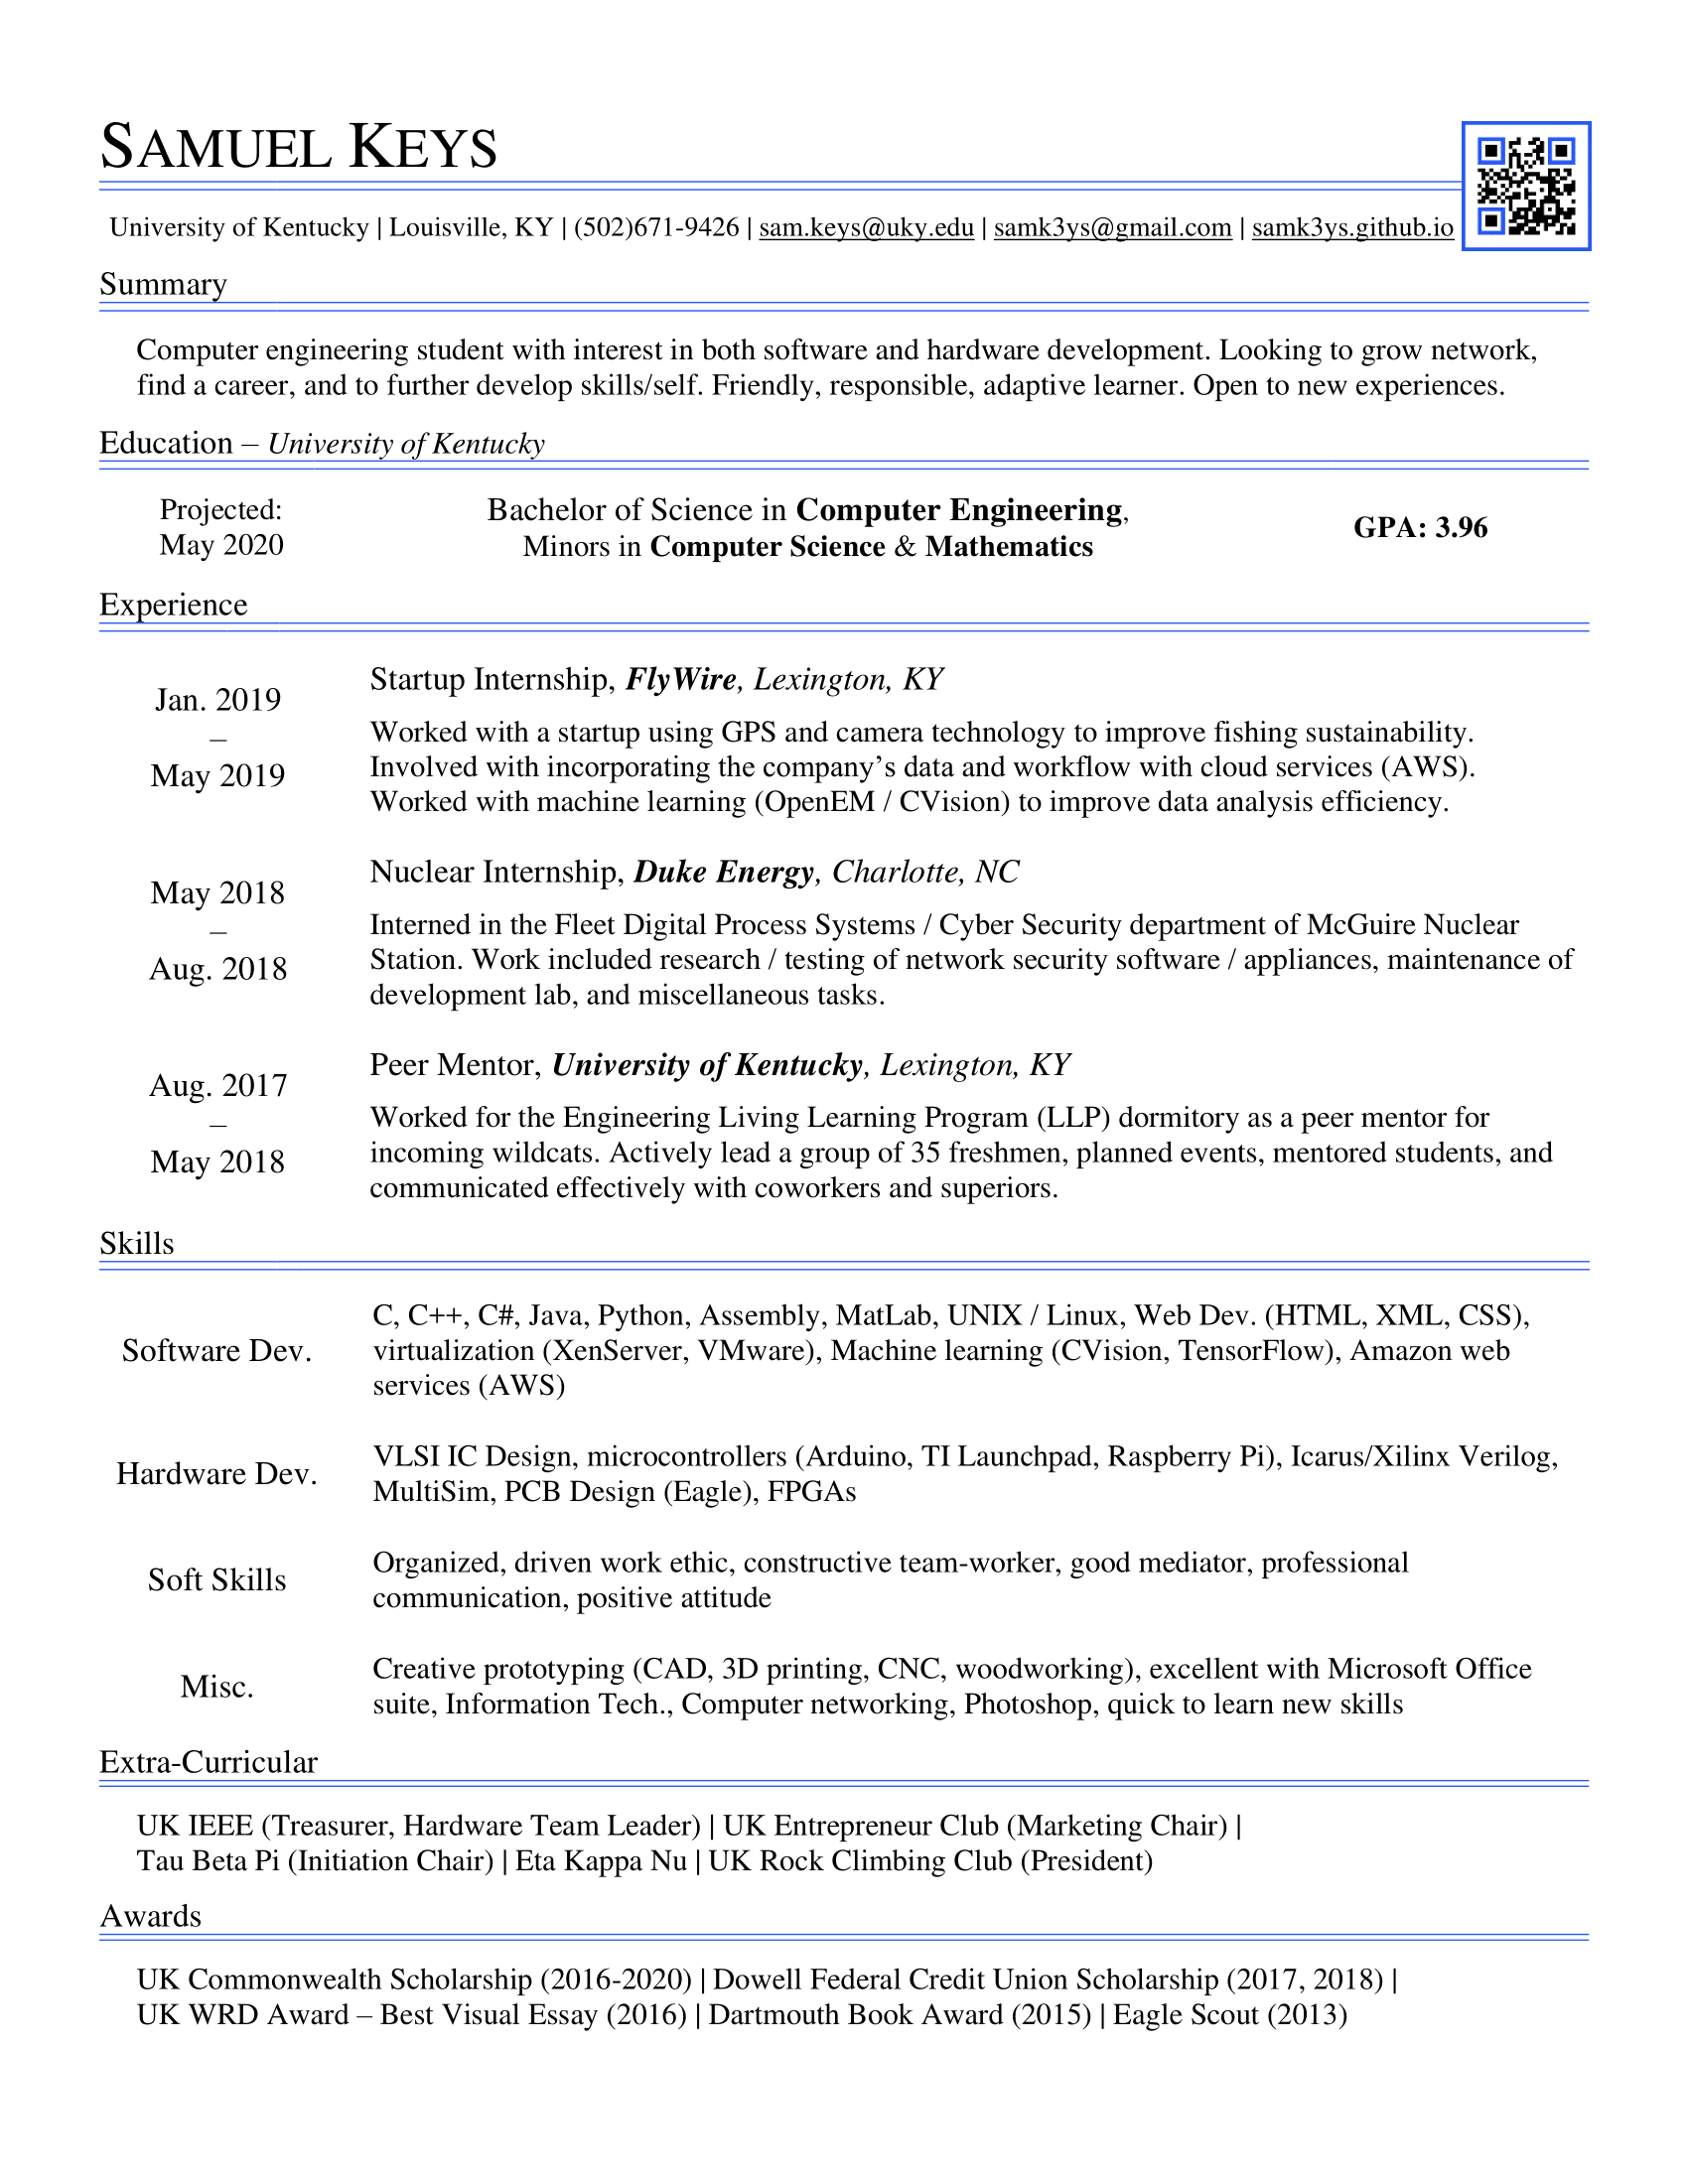 SAMUEL KEYS
University of Kentucky | Louisville, KY | (502)671-9426 | sam.keys@uky.edu | samk3ys@gmail.com | samk3ys.github.io
Summary
Computer engineering student with interest in both software and hardware development. Looking to grow network,
find a career, and to further develop skills/self. Friendly, responsible, adaptive learner. Open to new experiences.
Education – University of Kentucky
Projected:
May 2020
Bachelor of Science in Computer Engineering,
Minors in Computer Science & Mathematics
GPA: 3.96
Experience
Jan. 2019
–
May 2019
Startup Internship, FlyWire, Lexington, KY
Worked with a startup using GPS and camera technology to improve fishing sustainability.
Involved with incorporating the company’s data and workflow with cloud services (AWS).
Worked with machine learning (OpenEM / CVision) to improve data analysis efficiency.
May 2018
–
Aug. 2018
Nuclear Internship, Duke Energy, Charlotte, NC
Interned in the Fleet Digital Process Systems / Cyber Security department of McGuire Nuclear
Station. Work included research / testing of network security software / appliances, maintenance of
development lab, and miscellaneous tasks.
Aug. 2017
–
May 2018
Peer Mentor, University of Kentucky, Lexington, KY
Worked for the Engineering Living Learning Program (LLP) dormitory as a peer mentor for
incoming wildcats. Actively lead a group of 35 freshmen, planned events, mentored students, and
communicated effectively with coworkers and superiors.
Skills
Software Dev.
C, C++, C#, Java, Python, Assembly, MatLab, UNIX / Linux, Web Dev. (HTML, XML, CSS),
virtualization (XenServer, VMware), Machine learning (CVision, TensorFlow), Amazon web
services (AWS)
Hardware Dev.
VLSI IC Design, microcontrollers (Arduino, TI Launchpad, Raspberry Pi), Icarus/Xilinx Verilog,
MultiSim, PCB Design (Eagle), FPGAs
Soft Skills
Organized, driven work ethic, constructive team-worker, good mediator, professional
communication, positive attitude
Misc.
Creative prototyping (CAD, 3D printing, CNC, woodworking), excellent with Microsoft Office
suite, Information Tech., Computer networking, Photoshop, quick to learn new skills
Extra-Curricular
UK IEEE (Treasurer, Hardware Team Leader) | UK Entrepreneur Club (Marketing Chair) |
Tau Beta Pi (Initiation Chair) | Eta Kappa Nu | UK Rock Climbing Club (President)
Awards
UK Commonwealth Scholarship (2016-2020) | Dowell Federal Credit Union Scholarship (2017, 2018) |
UK WRD Award – Best Visual Essay (2016) | Dartmouth Book Award (2015) | Eagle Scout (2013)